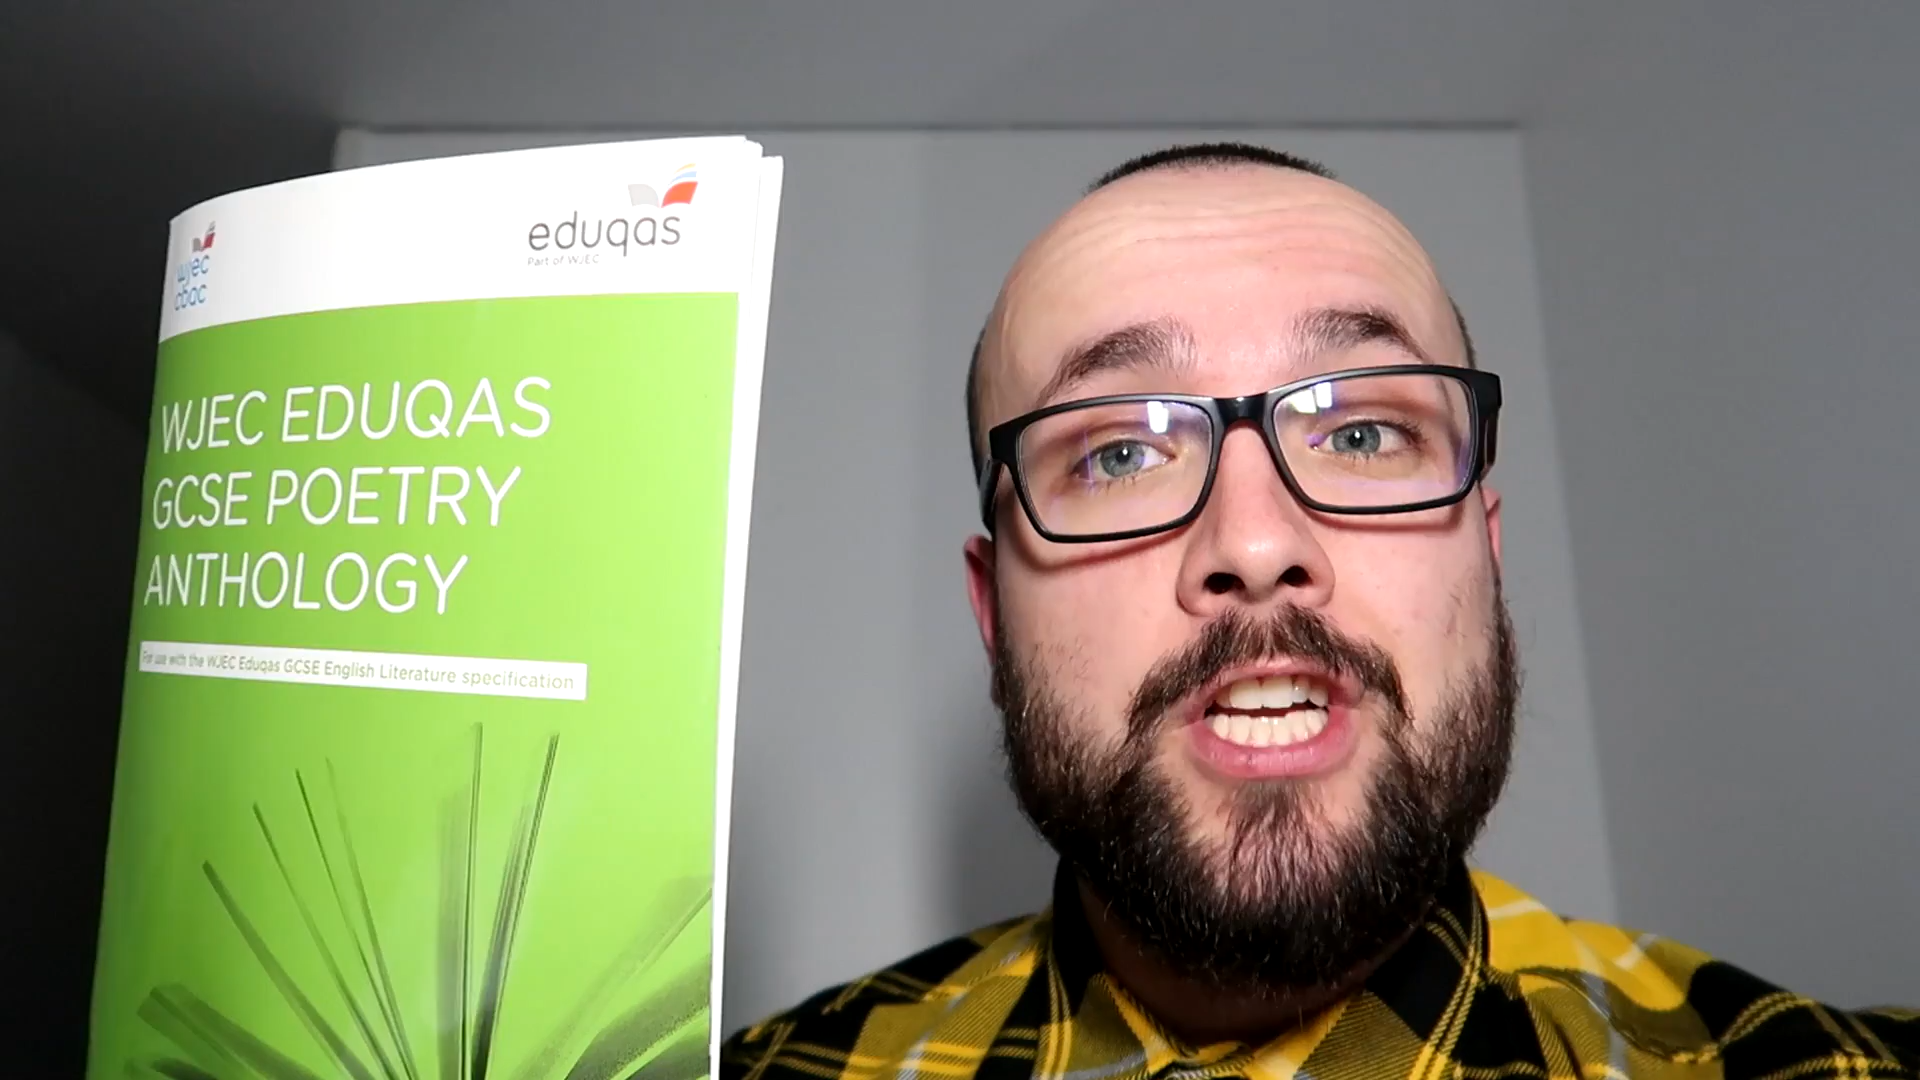 wjec
cbac
eduqas
Part of WJEC
WJEC EDUQAS
GCSE POETRY
ANTHOLOGY
For use with the WJEC Eduqas GCSE English Literature specification